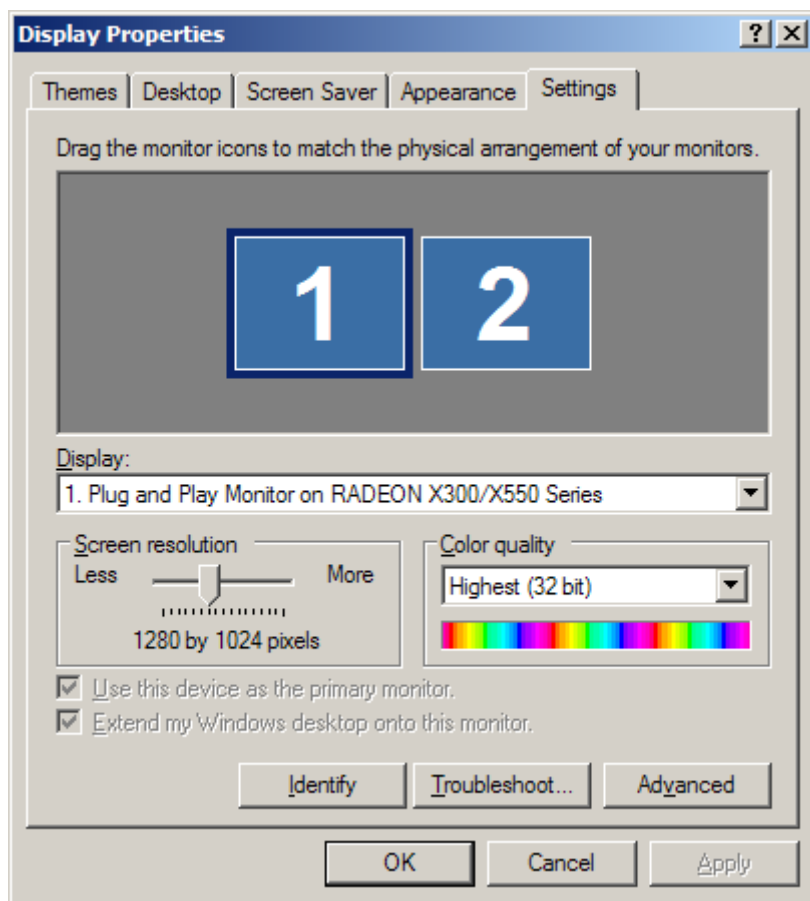 Display Properties
Themes Desktop Screen Saver Appearance Settings
Drag the monitor icons to match the physical arrangement of your monitors.
1 2
Display:
1. Plug and Play Monitor on RADEON X300/X550 Series
Screen resolution Color quality
Less More Highest (32 bit)
1280 by 1024 pixels
Use this device as the primary monitor.
Extend my Windows desktop onto this monitor.
Identify Troubleshoot... Advanced
OK Cancel Apply